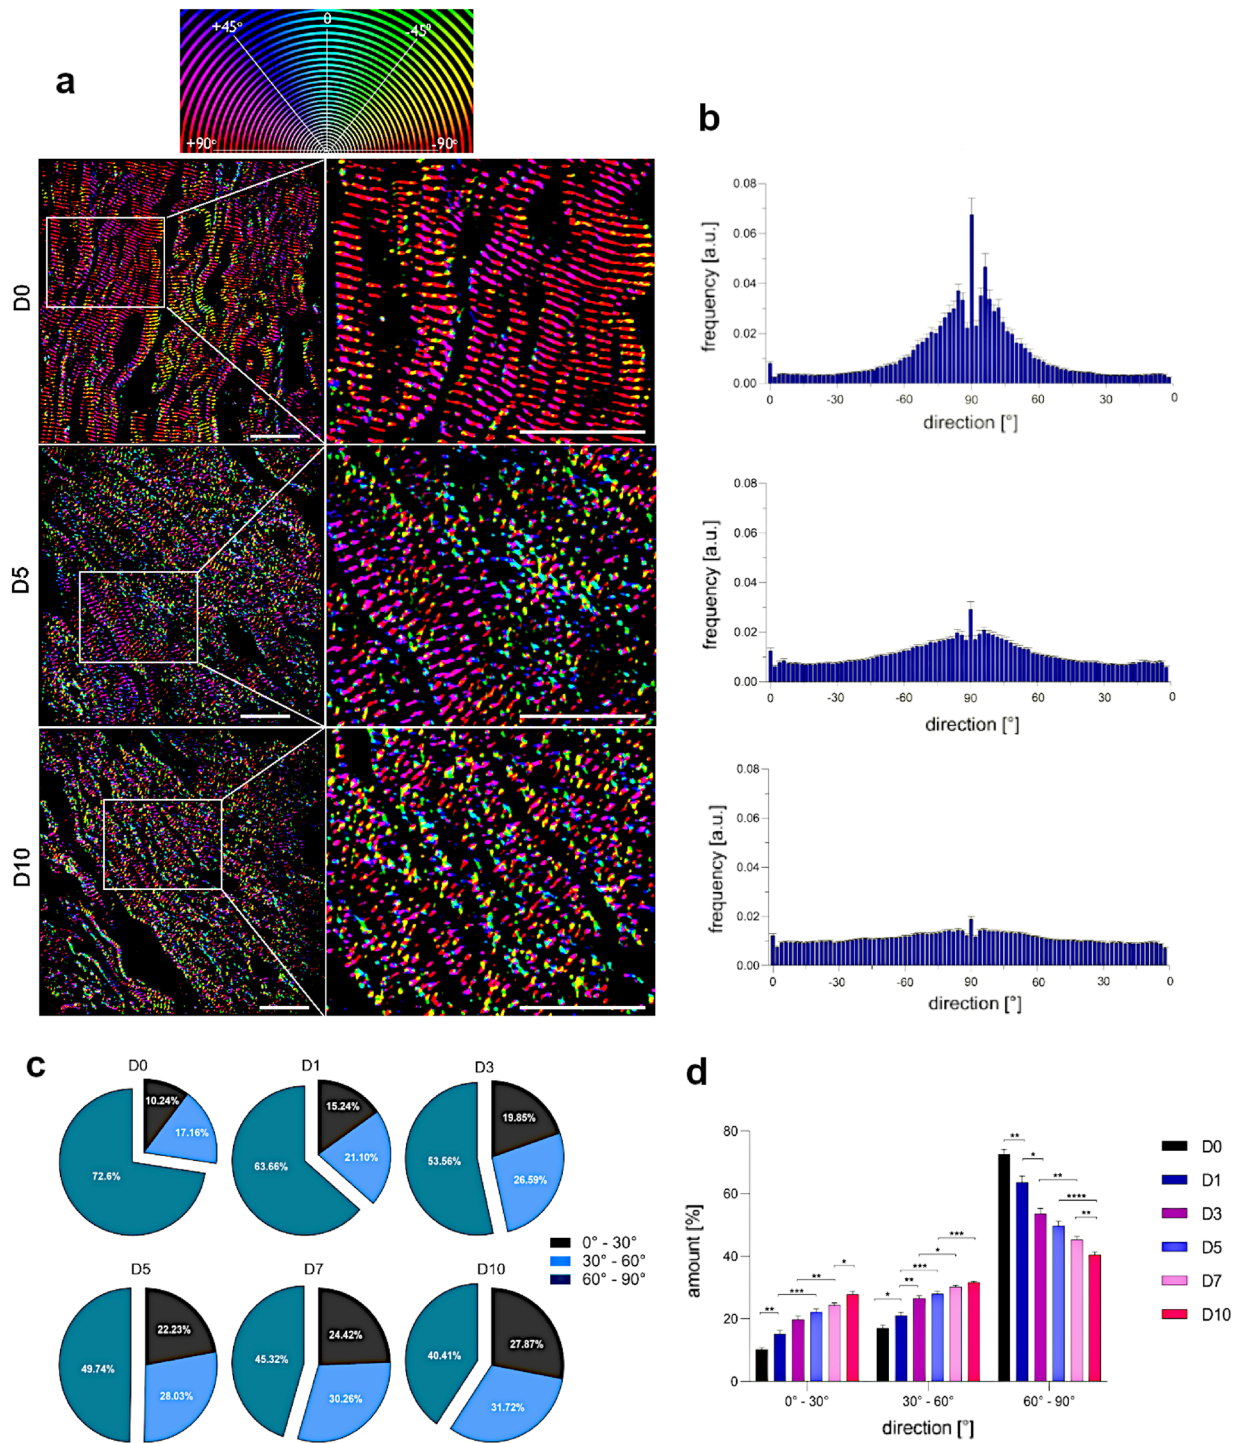 a
+45°
0
-45⁰
+90°
-90°
D0
D5
D10
b
0.08
0.06
0.04
0.02
0.00
frequency [a.u.]
0 -30 -60 90 60 30 0
direction [°]
0.08
0.06
0.04
0.02
0.00
frequency [a.u.]
0 -30 -60 90 60 30 0
direction [°]
0.08
0.06
0.04
0.02
0.00
frequency [a.u.]
0 -30 -60 90 60 30 0
direction [°]
c
D0
10.24%
17.16%
72.6%
D1
15.24%
21.10%
63.66%
D3
19.85%
26.59%
53.56%
0° - 30°
30° - 60°
60° - 90°
D5
22.23%
28.03%
49.74%
D7
24.42%
30.26%
45.32%
D10
27.87%
31.72%
40.41%
d
80
60
40
20
0
amount [%]
** *** ** * * ** *** * *** ** * ** **** **
0° - 30° 30° - 60° 60° - 90°
direction [°]
D0
D1
D3
D5
D7
D10